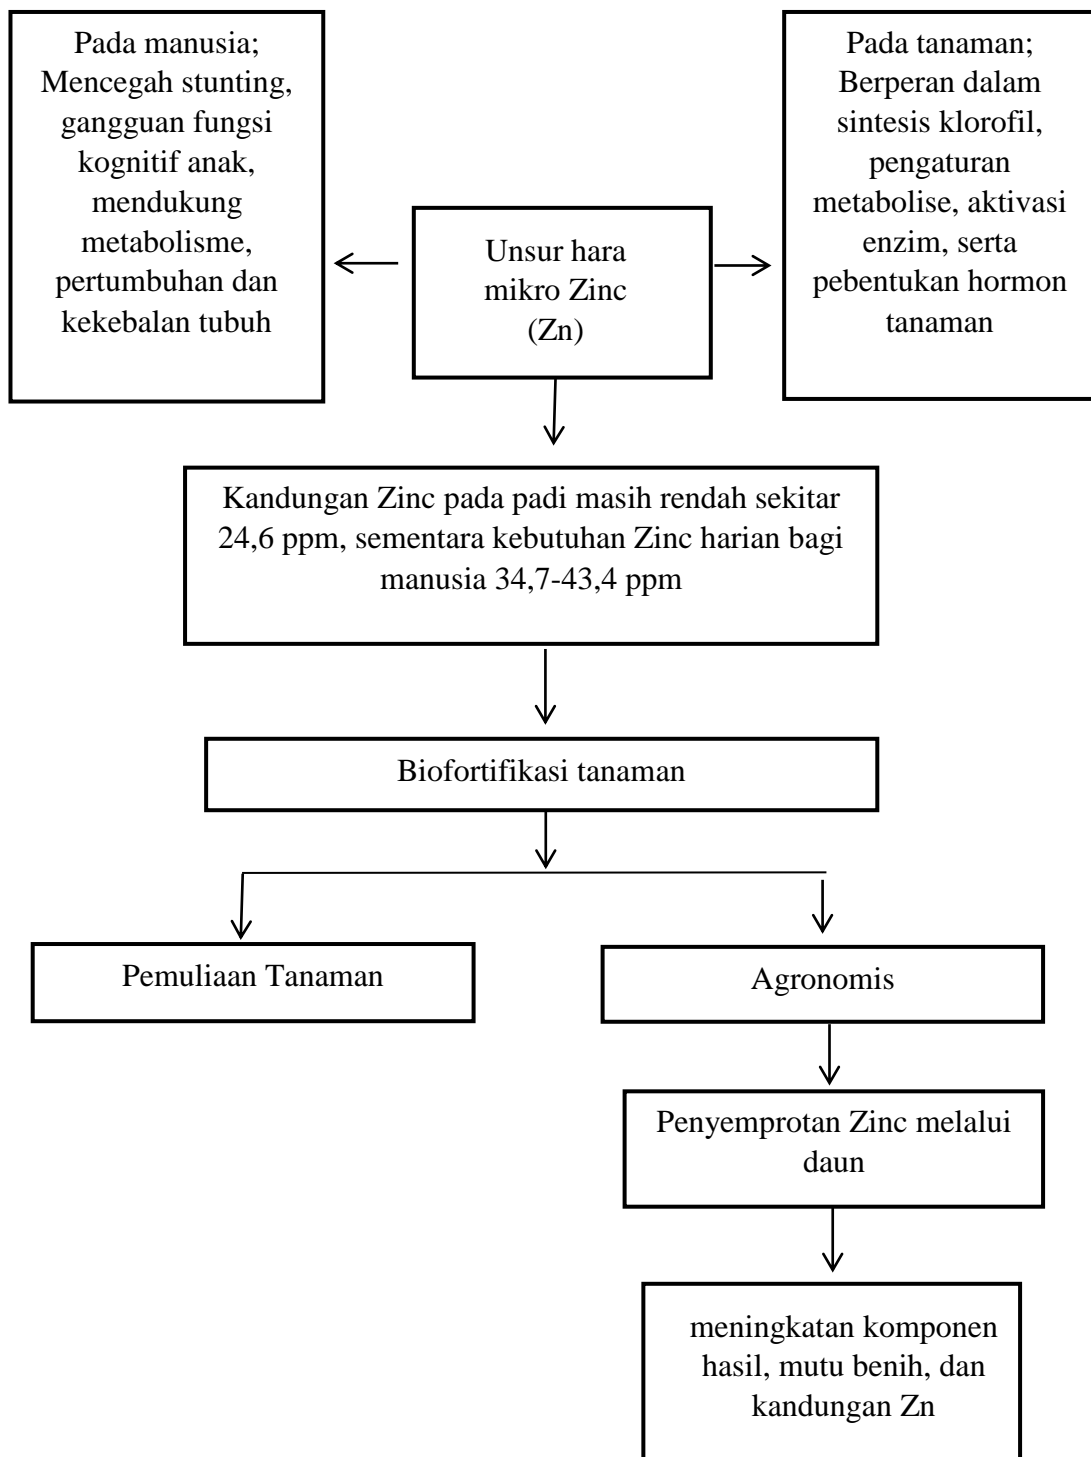 Pada manusia;
Mencegah stunting,
gangguan fungsi
kognitif anak,
mendukung
metabolisme,
pertumbuhan dan
kekebalan tubuh
Unsur hara
mikro Zinc
(Zn)
Pada tanaman;
Berperan dalam
sintesis klorofil,
pengaturan
metabolise, aktivasi
enzim, serta
pebentukan hormon
tanaman
Kandungan Zinc pada padi masih rendah sekitar
24,6 ppm, sementara kebutuhan Zinc harian bagi
manusia 34,7-43,4 ppm
Biofortifikasi tanaman
Pemuliaan Tanaman
Agronomis
Penyemprotan Zinc melalui
daun
meningkatan komponen
hasil, mutu benih, dan
kandungan Zn